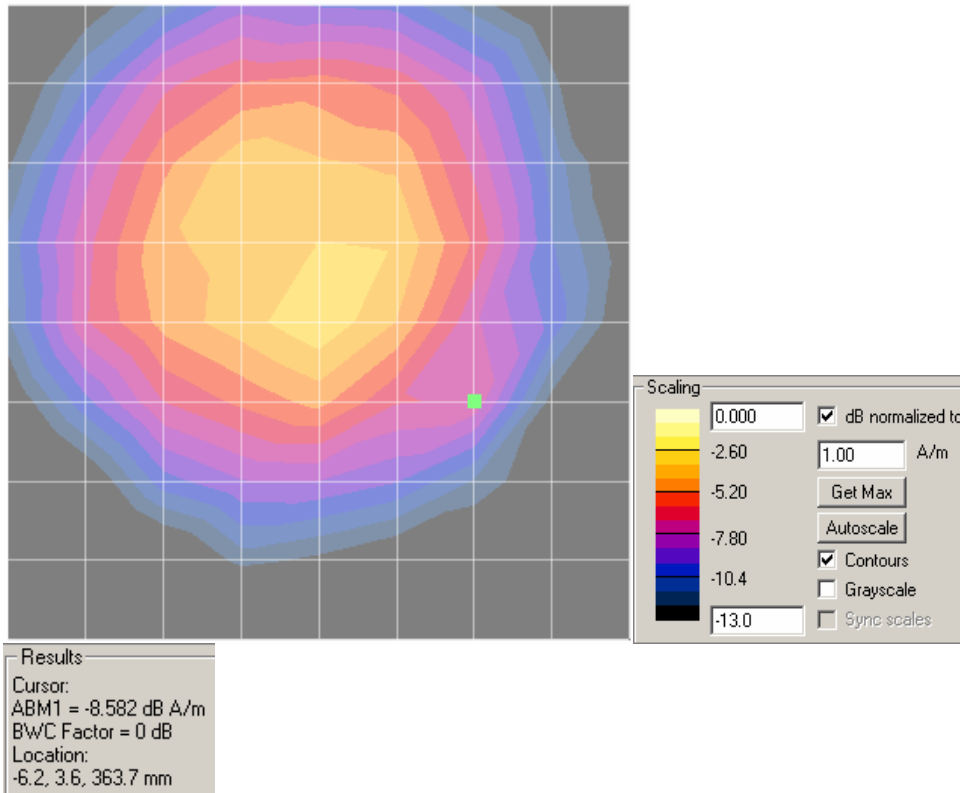 Scaling
0.000
dB normalized to
-2.60
1.00 A/m
-5.20
Get Max
-7.80
Autoscale
Contours
-10.4
Grayscale
-13.0
Sync scales
Results
Cursor:
ABM1 = -8.582 dB A/m
BWC Factor = 0 dB
Location:
-6.2, 3.6, 363.7 mm